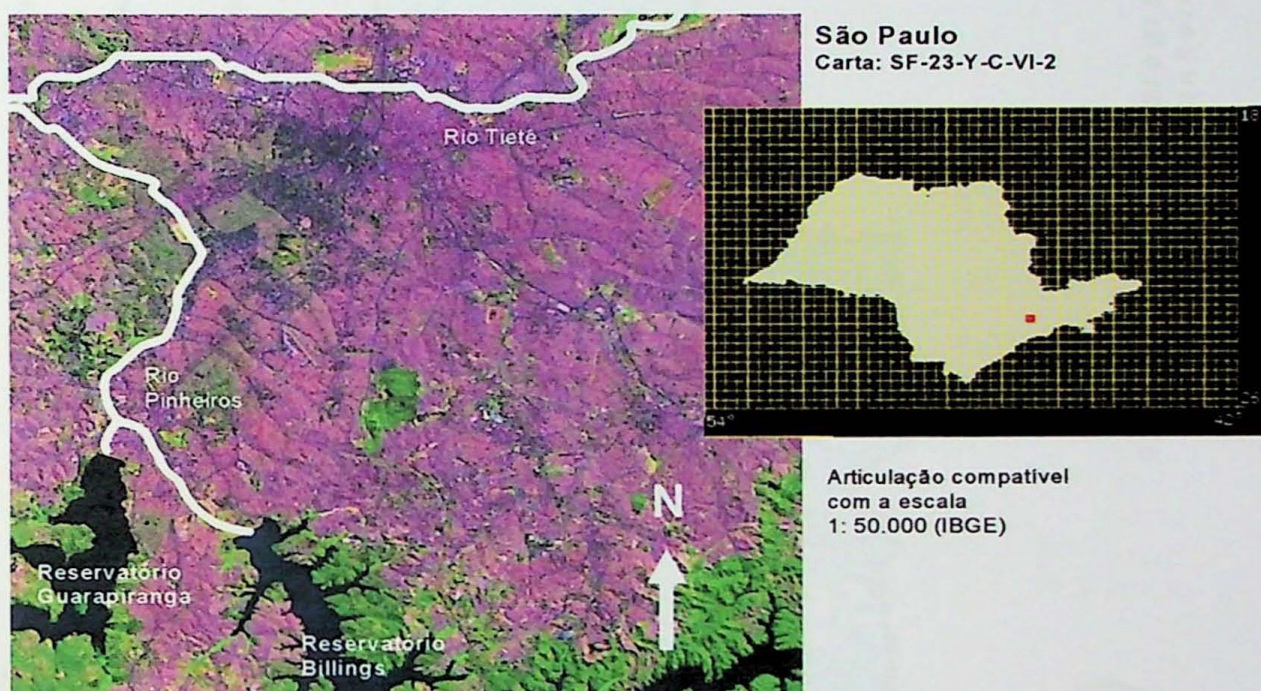 São Paulo
Carta: SF-23-Y-C-VI-2
Rio Tietê
18
Rio
Pinheiros
54°
Articulação compatível
com a escala
1: 50.000 (IBGE)
N
Reservatório
Guarapiranga
Reservatório
Billings